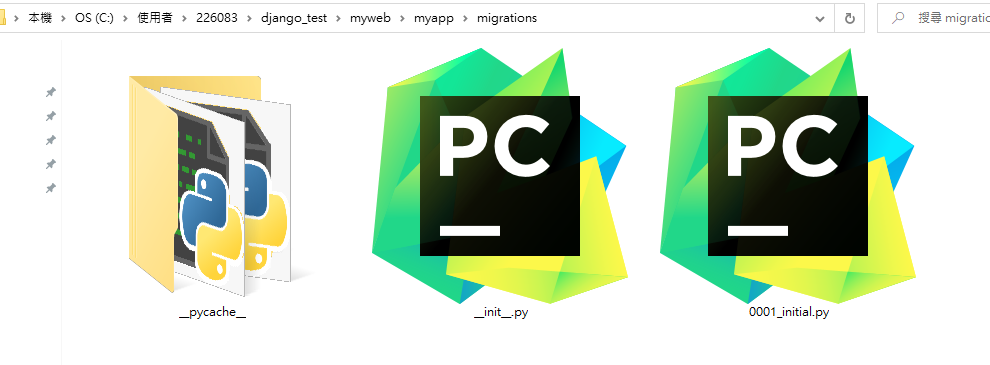 本機 > OS (C:) > 使用者 > 226083 > django_test > myweb > myapp > migrations
搜尋 migratio
PC
PC
__pycache__
__init__.py
0001_initial.py